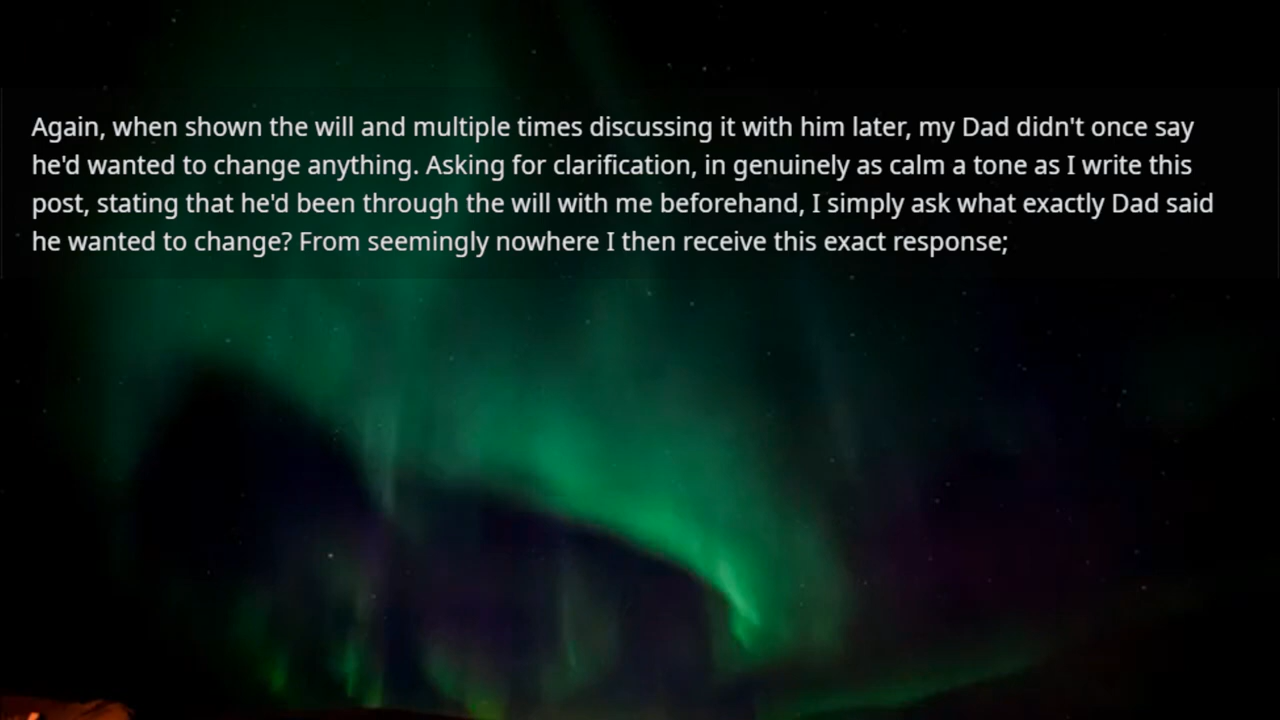 Again, when shown the will and multiple times discussing it with him later, my Dad didn't once say
he'd wanted to change anything. Asking for clarification, in genuinely as calm a tone as I write this
post, stating that he'd been through the will with me beforehand, I simply ask what exactly Dad said
he wanted to change? From seemingly nowhere I then receive this exact response;